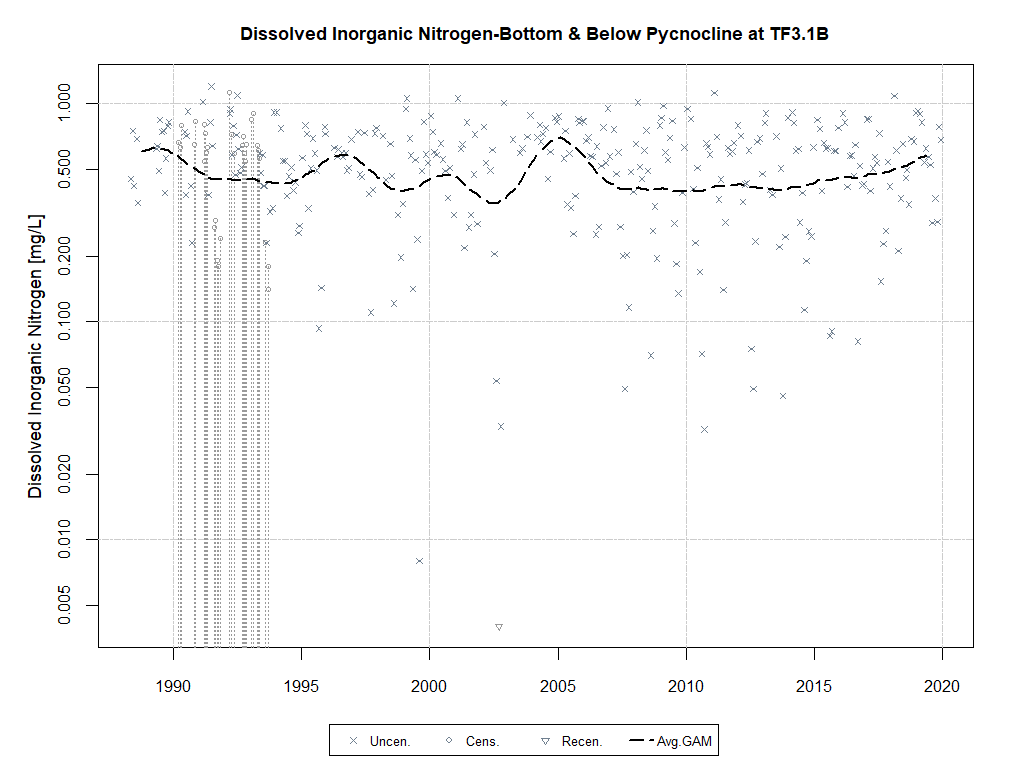 Dissolved Inorganic Nitrogen-Bottom & Below Pycnocline at TF3.1B
Dissolved Inorganic Nitrogen [mg/L]
1.000
0.500
0.200
0.100
0.050
0.020
0.010
0.005
1990 1995 2000 2005 2010 2015 2020
Uncen. Cens. Recen. Avg.GAM